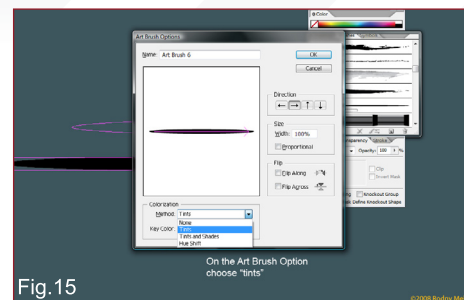 Color
Art Brush Options
Name: Art Brush 6
OK
Cancel
Direction
Size
Width: 100%
Proportional
Flip
Flip Along
Flip Across
Opacity: 100 > %
Clip
Invert Mask
Knockout Group
Define Knockout Shape
Colorization
Method: Tints
None
Tints
Tints and Shades
Hue Shift
Key Color:
On the Art Brush Option
choose "tints"
Fig.15
©2008